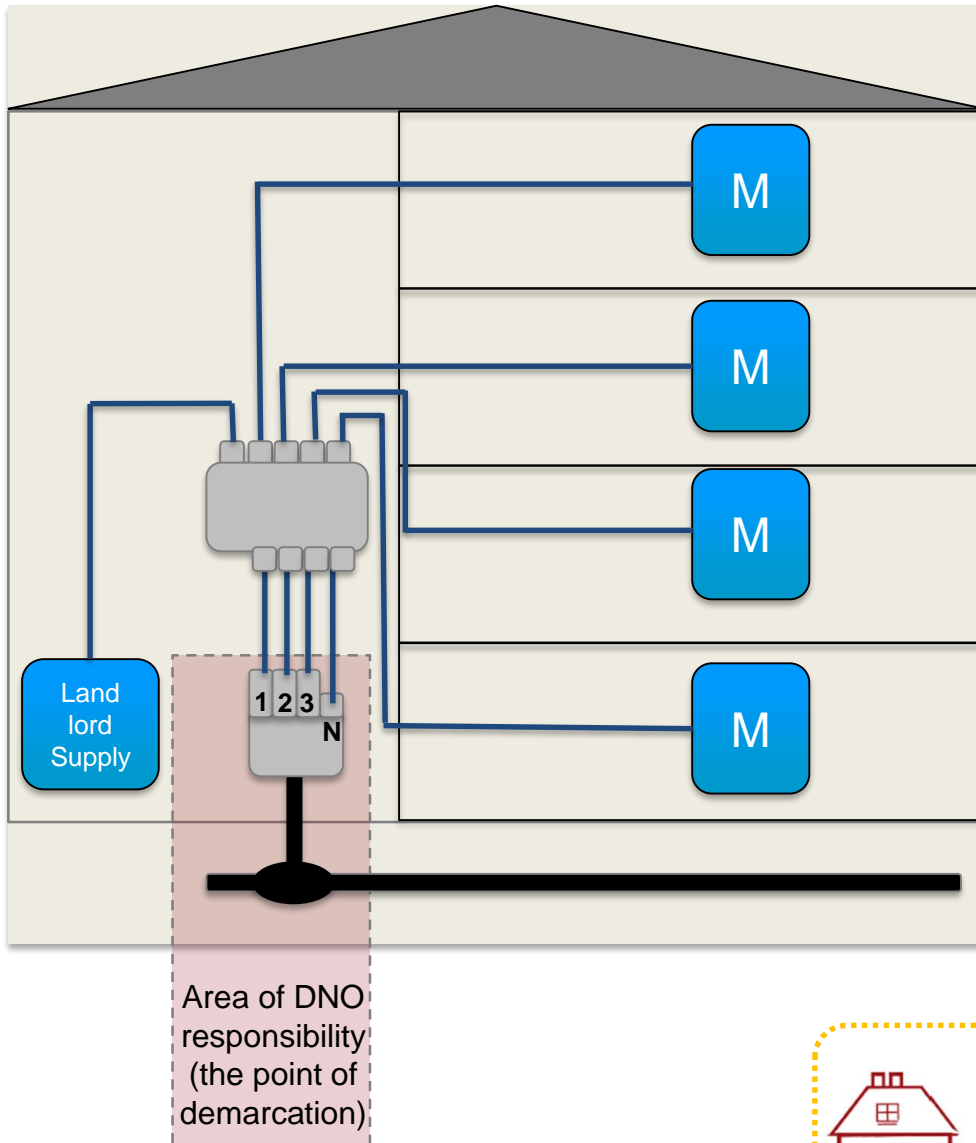 M
M
M
M
Land
lord
Supply
1 2 3
N
Area of DNO
responsibility
(the point of
demarcation)